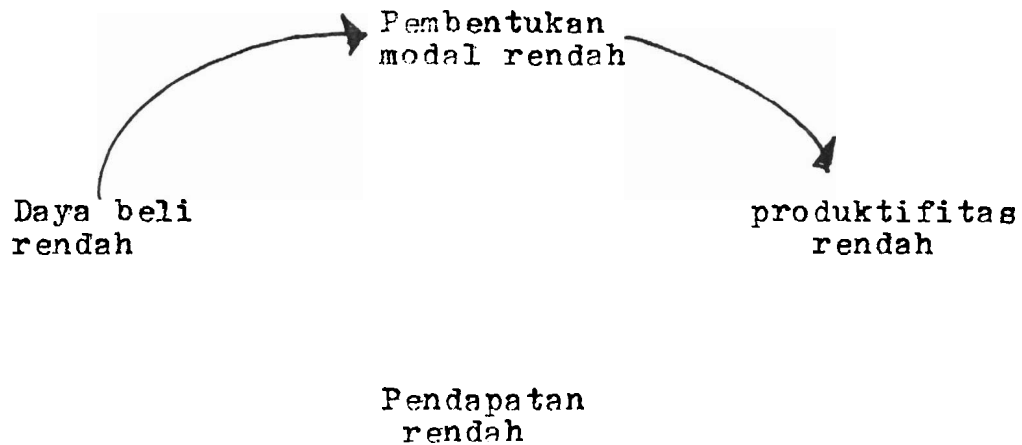 Pembentukan
modal rendah
Daya beli
rendah
produktifitas
rendah
Pendapatan
rendah